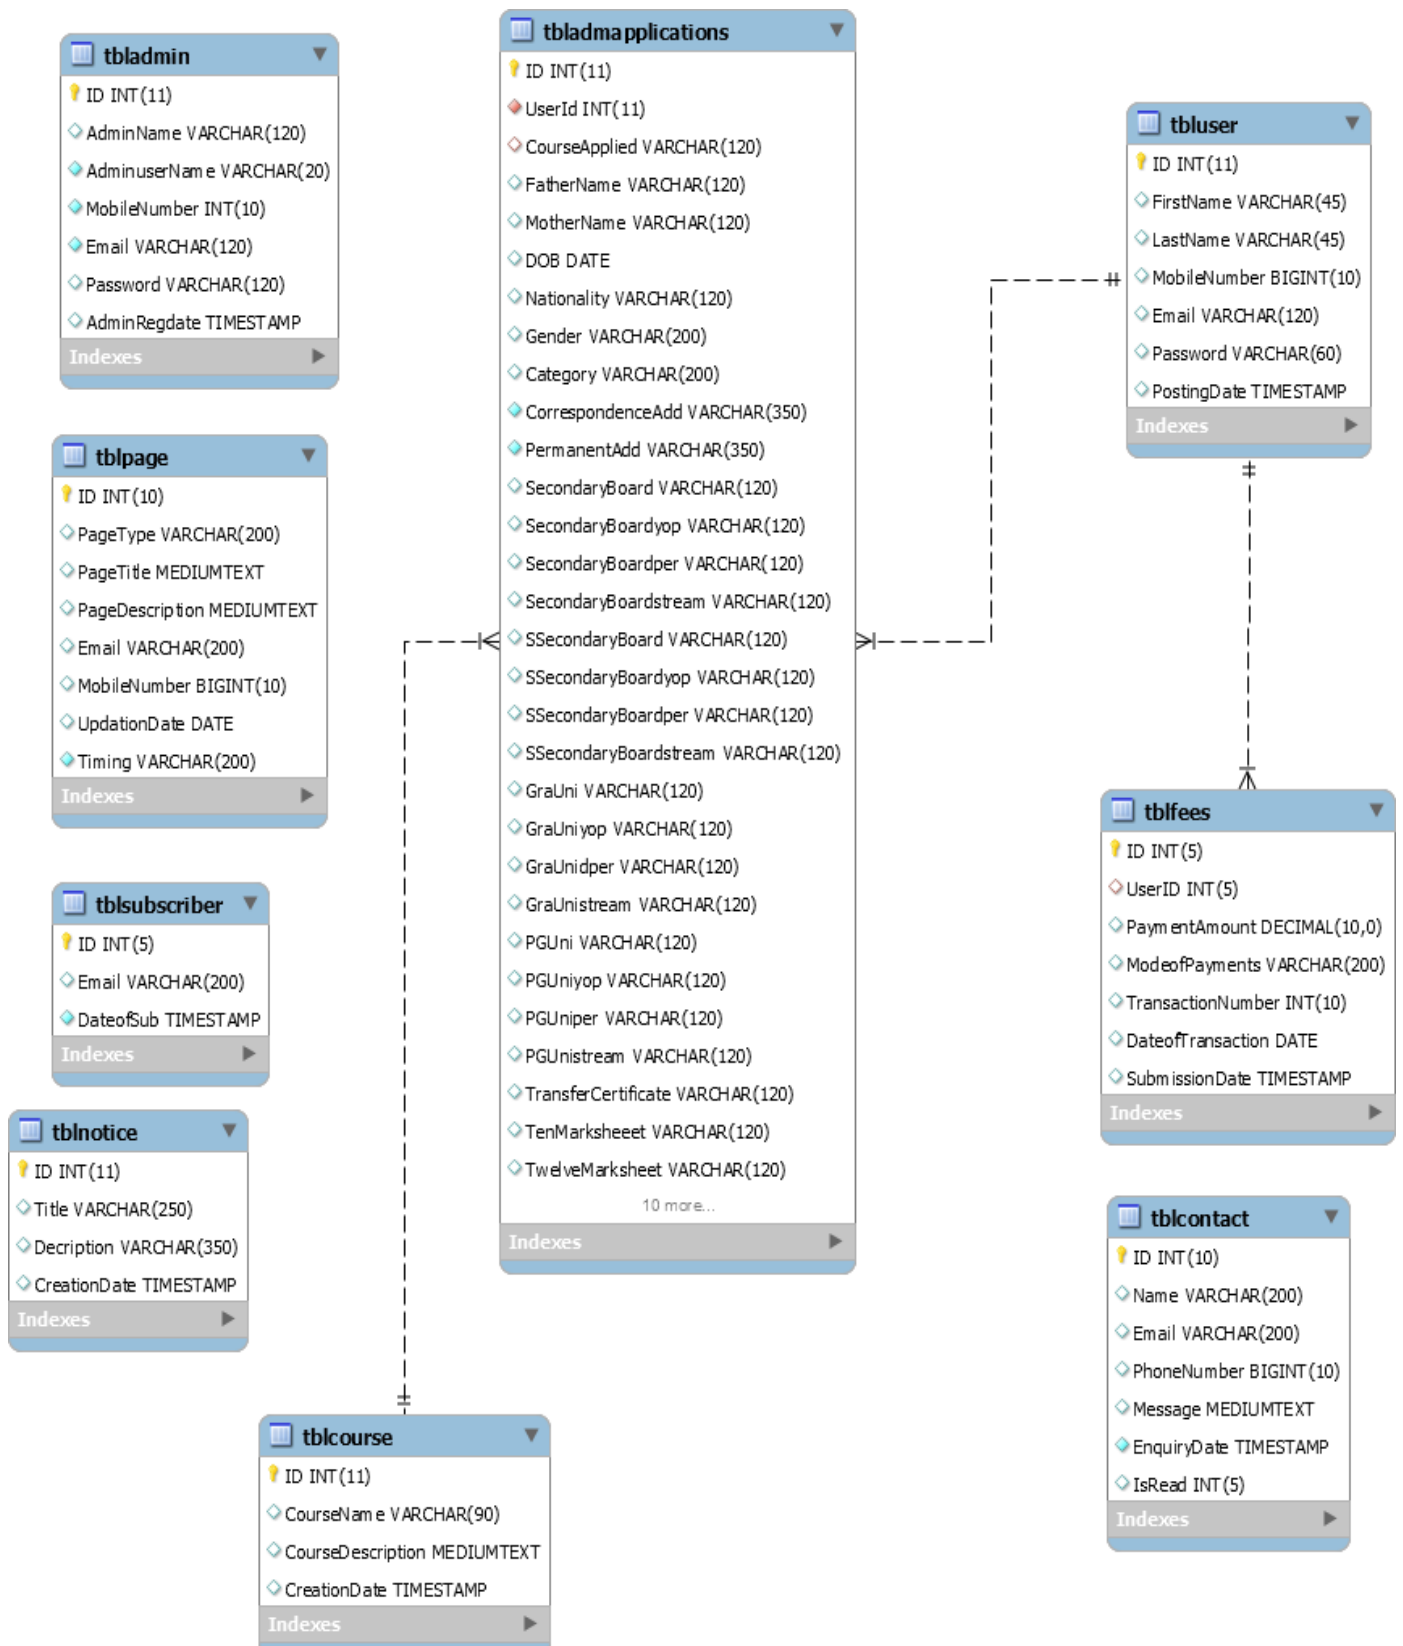 tbladmin
ID INT(11)
AdminName VARCHAR(120)
AdminuserName VARCHAR(20)
MobileNumber INT(10)
Email VARCHAR(120)
Password VARCHAR(120)
AdminRegdate TIMESTAMP
Indexes
tblpage
ID INT(10)
PageType VARCHAR(200)
PageTitle MEDIUMTEXT
PageDescription MEDIUMTEXT
Email VARCHAR(200)
MobileNumber BIGINT(10)
UpdationDate DATE
Timing VARCHAR(200)
Indexes
tblsubscriber
ID INT(5)
Email VARCHAR(200)
DateofSub TIMESTAMP
Indexes
tblnotice
ID INT(11)
Title VARCHAR(250)
Decription VARCHAR(350)
CreationDate TIMESTAMP
Indexes
tblcourse
ID INT(11)
CourseName VARCHAR(90)
CourseDescription MEDIUMTEXT
CreationDate TIMESTAMP
Indexes
tbladmapplications
ID INT(11)
UserId INT(11)
CourseApplied VARCHAR(120)
FatherName VARCHAR(120)
MotherName VARCHAR(120)
DOB DATE
Nationality VARCHAR(120)
Gender VARCHAR(200)
Category VARCHAR(200)
CorrespondenceAdd VARCHAR(350)
PermanentAdd VARCHAR(350)
SecondaryBoard VARCHAR(120)
SecondaryBoardyop VARCHAR(120)
SecondaryBoardper VARCHAR(120)
SecondaryBoardstream VARCHAR(120)
SSecondaryBoard VARCHAR(120)
SSecondaryBoardyop VARCHAR(120)
SSecondaryBoardper VARCHAR(120)
SSecondaryBoardstream VARCHAR(120)
GraUni VARCHAR(120)
GraUniyop VARCHAR(120)
GraUnidper VARCHAR(120)
GraUnistream VARCHAR(120)
PGUni VARCHAR(120)
PGUniyop VARCHAR(120)
PGUniper VARCHAR(120)
PGUnistream VARCHAR(120)
TransferCertificate VARCHAR(120)
TenMarksheeet VARCHAR(120)
TwelveMarksheet VARCHAR(120)
10 more...
Indexes
tbluser
ID INT(11)
FirstName VARCHAR(45)
LastName VARCHAR(45)
MobileNumber BIGINT(10)
Email VARCHAR(120)
Password VARCHAR(60)
PostingDate TIMESTAMP
Indexes
tblfees
ID INT(5)
UserID INT(5)
PaymentAmount DECIMAL(10,0)
ModeofPayments VARCHAR(200)
TransactionNumber INT(10)
DateofTransaction DATE
SubmissionDate TIMESTAMP
Indexes
tblcontact
ID INT(10)
Name VARCHAR(200)
Email VARCHAR(200)
PhoneNumber BIGINT(10)
Message MEDIUMTEXT
EnquiryDate TIMESTAMP
IsRead INT(5)
Indexes